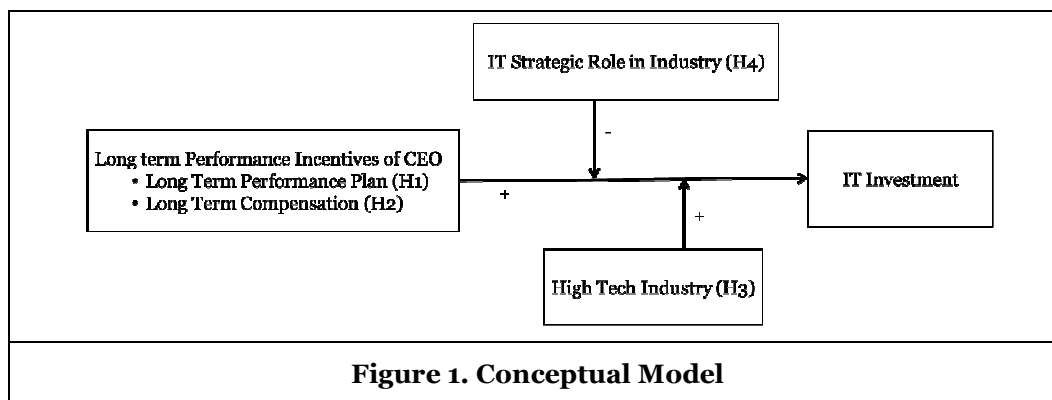 IT Strategic Role in Industry (H4)
-
Long term Performance Incentives of CEO
• Long Term Performance Plan (H1)
• Long Term Compensation (H2)
+
IT Investment
+
High Tech Industry (H3)
Figure 1. Conceptual Model